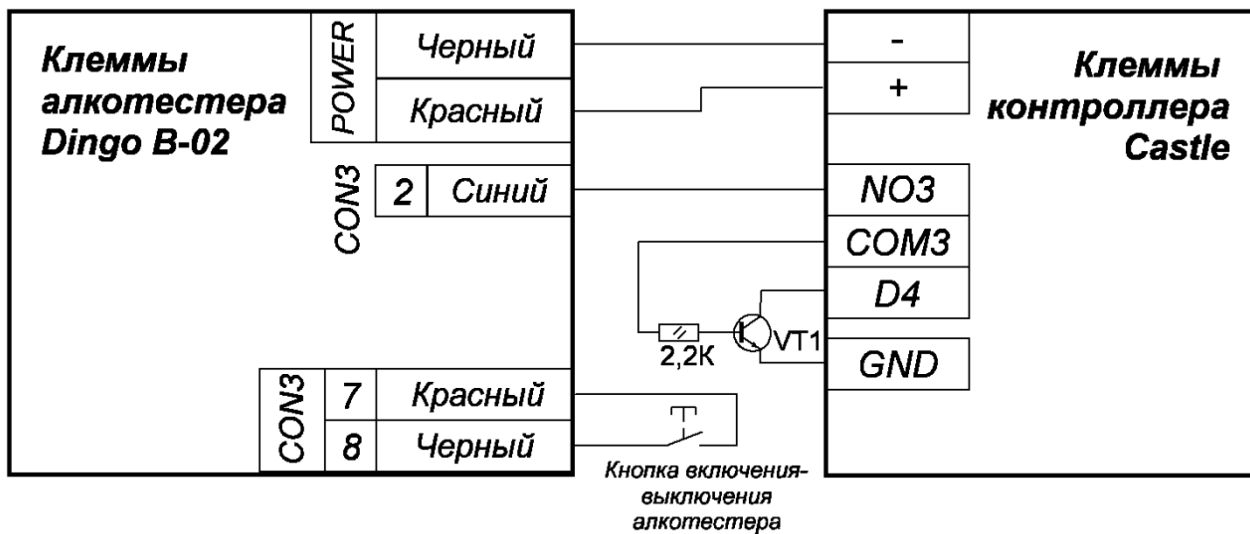 Клеммы
алкотестера
Dingo B-02
POWER
Черный
Красный
CON3
2
Синий
CON3
7
Красный
8
Черный
2,2К
VT1
Кнопка включения-
выключения
алкотестера
-
+
NO3
COM3
D4
GND
Клеммы
контроллера
Castle